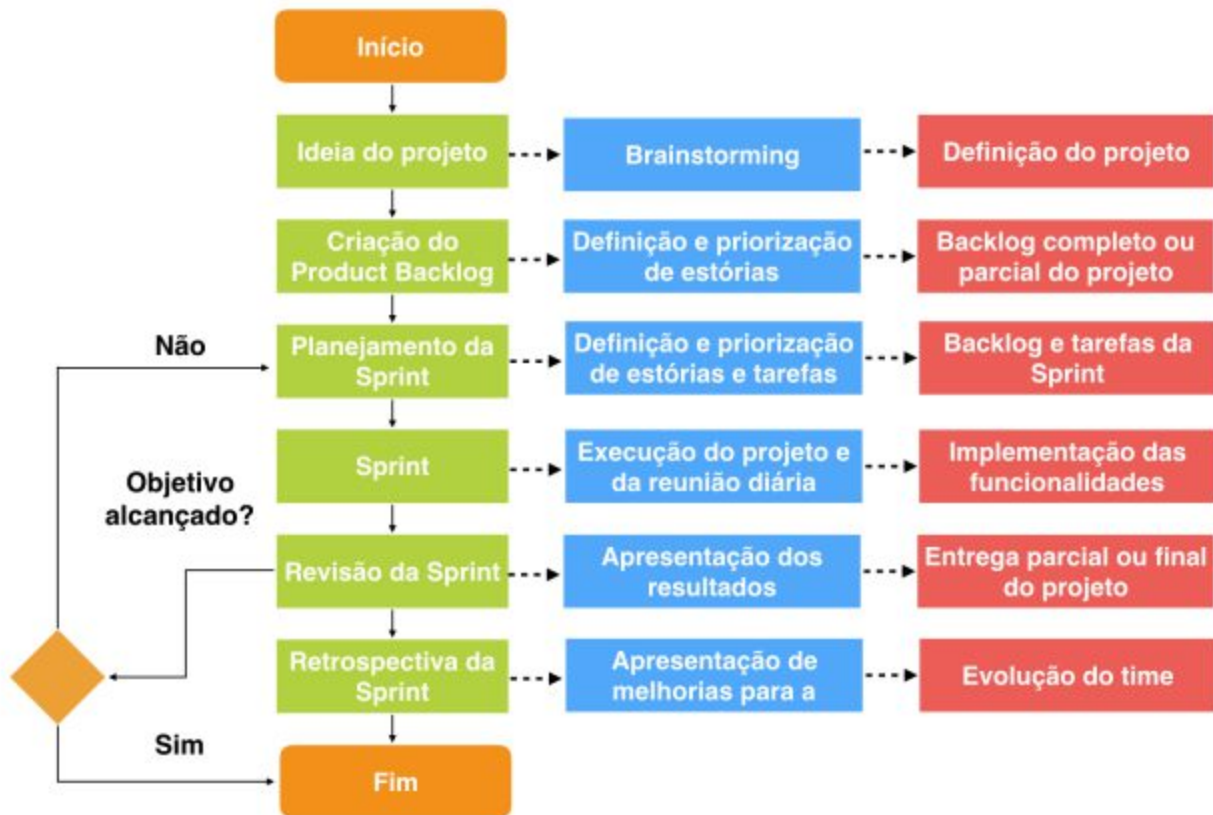 Início
Ideia do projeto
Brainstorming
Definição do projeto
Criação do
Product Backlog
Definição e priorização
de estórias
Backlog completo ou
parcial do projeto
Não
Planejamento da
Sprint
Definição e priorização
de estórias e tarefas
Backlog e tarefas da
Sprint
Sprint
Execução do projeto e
da reunião diária
Implementação das
funcionalidades
Objetivo
alcançado?
Revisão da Sprint
Apresentação dos
resultados
Entrega parcial ou final
do projeto
Retrospectiva da
Sprint
Apresentação de
melhorias para a
Evolução do time
Sim
Fim